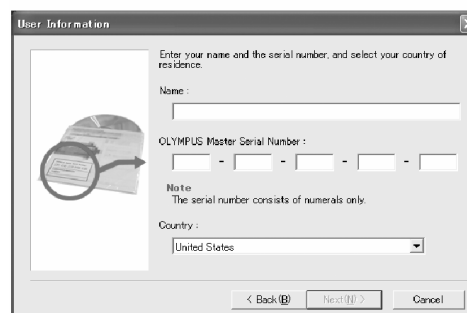 User Information
Enter your name and the serial number, and select your country of
residence.
Name :
OLYMPUS Master Serial Number :
- - - -
Note
The serial number consists of numerals only.
Country :
United States
< Back(B) Next(N) > Cancel